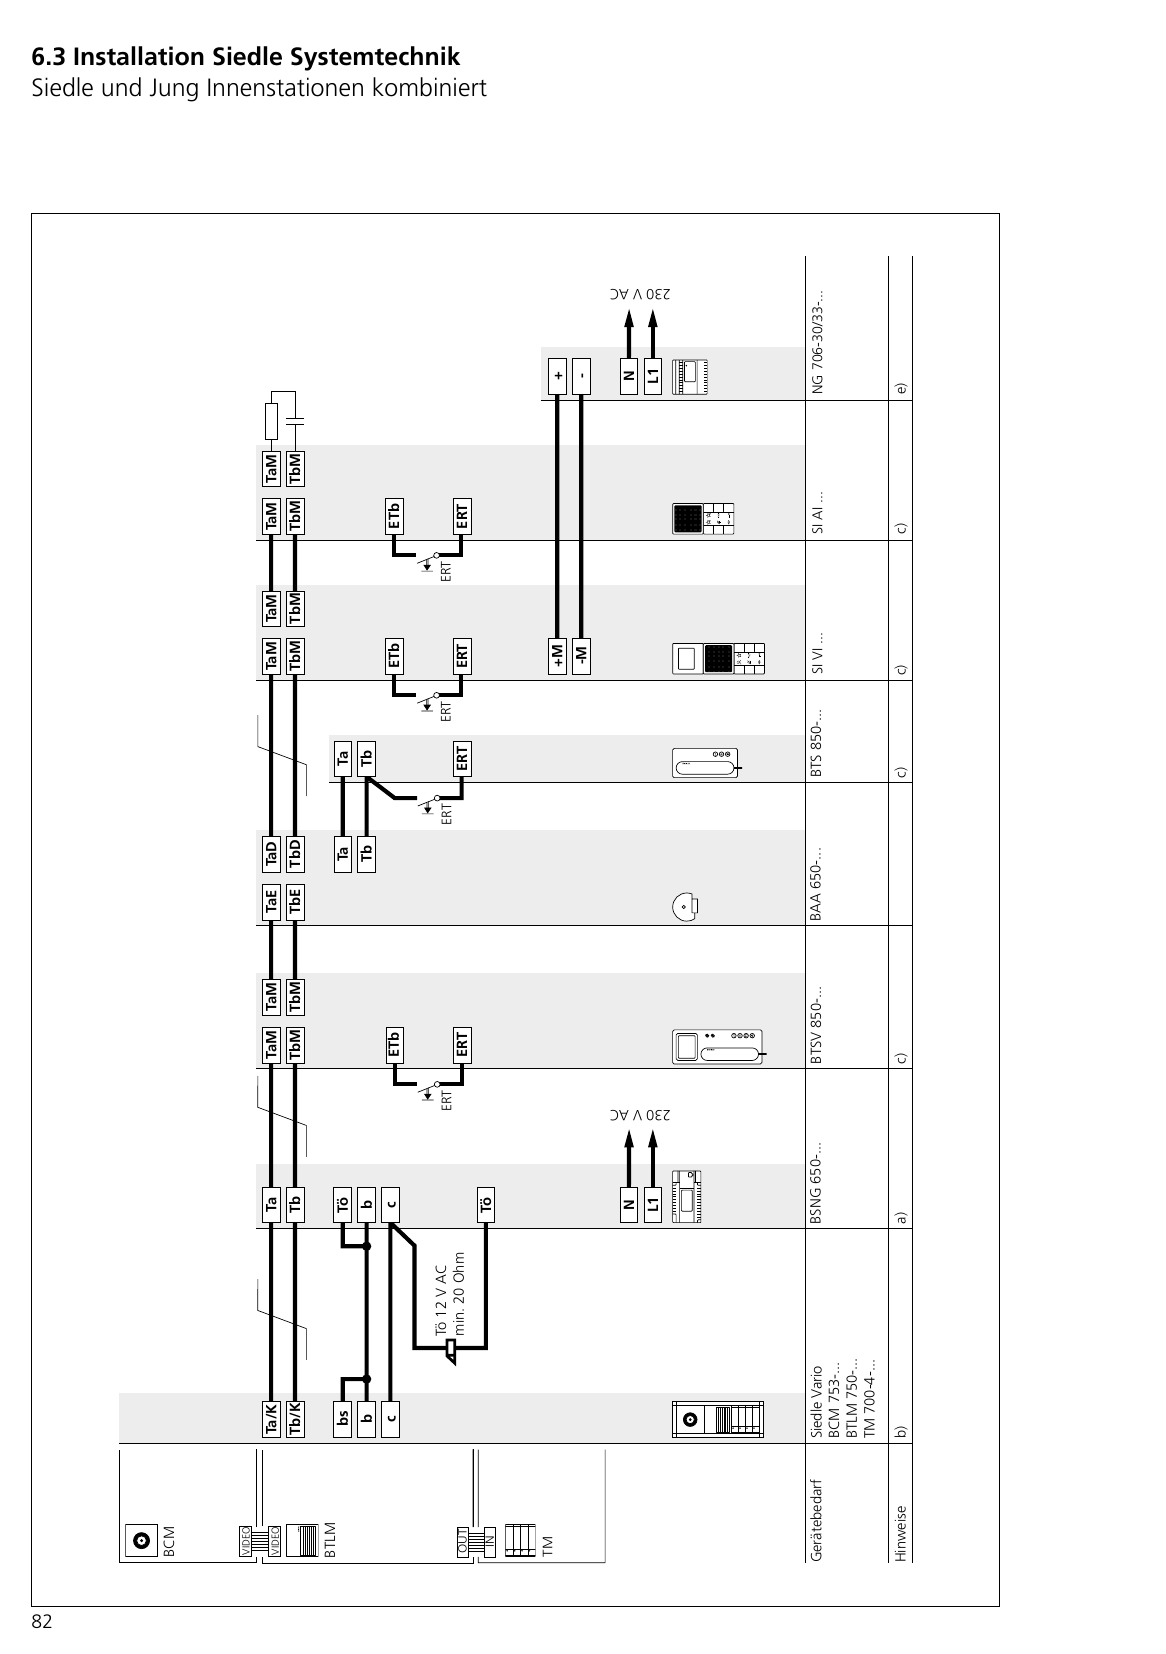 6.3 Installation Siedle Systemtechnik
Siedle und Jung Innenstationen kombiniert
BCM
VIDEO
VIDEO
BTLM
OUT
IN
TM
Gerätebedarf
Hinweise
Ta/K
Tb/K
bs
b
c
Siedle Vario
BCM 753-...
BTLM 750-...
TM 700-4-...
b)
Tö 12 V AC
min. 20 Ohm
Ta
Tb
Tö
b
c
Tö
N
L1
230 V AC
BSNG 650-...
a)
ERT
TaM
TbM
ETb
ERT
TaM
TbM
BTSV 850-...
c)
TaE
TbE
TaD
TbD
Ta
Tb
BAA 650-...
ERT
Ta
Tb
ERT
BTS 850-...
c)
ERT
TaM
TbM
ETb
ERT
+M
-M
TaM
TbM
SI VI ...
c)
ERT
TaM
TbM
ETb
ERT
TaM
TbM
SI AI ...
c)
+
-
N
L1
230 V AC
NG 706-30/33-...
e)
82